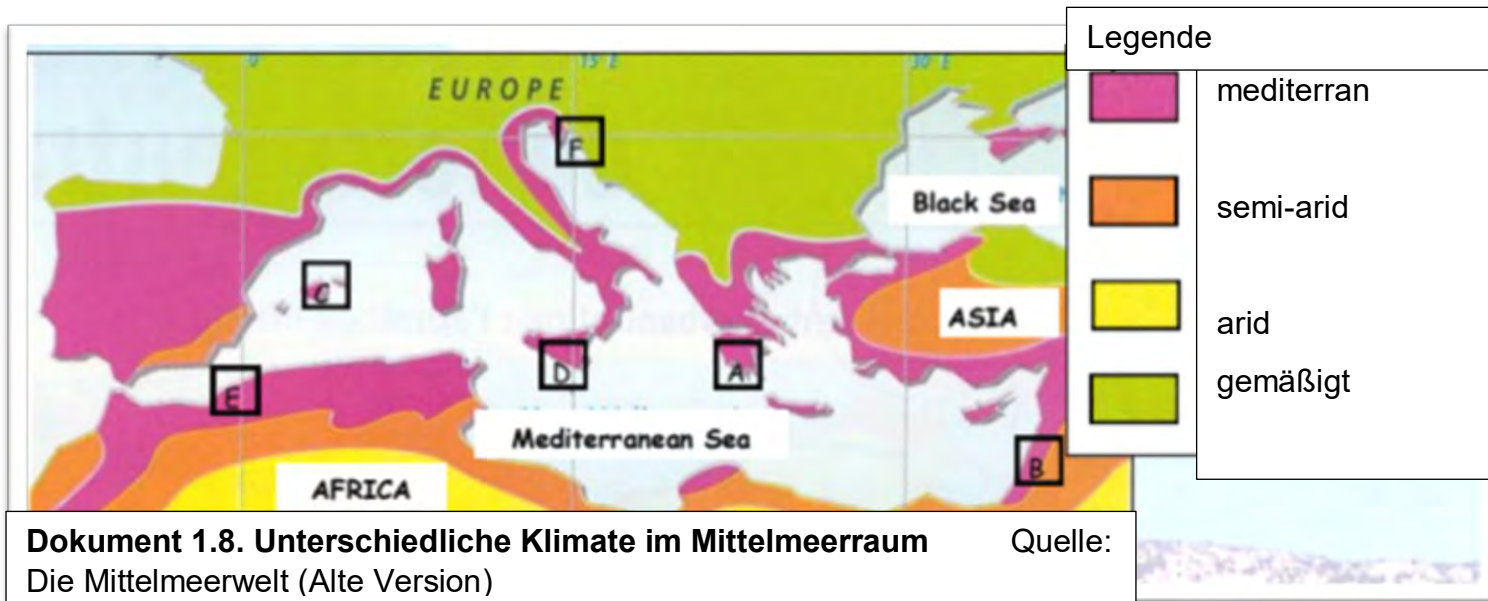 Legende
mediterran
semi-arid
arid
gemäßigt
0
15 E
30 E
EUROPE
F
Black Sea
C
ASIA
E
D
A
Mediterranean Sea
B
AFRICA
Dokument 1.8. Unterschiedliche Klimate im Mittelmeerraum Quelle:
Die Mittelmeerwelt (Alte Version)